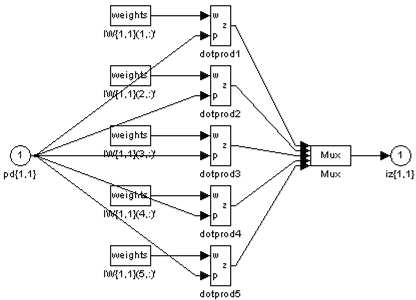 weights
w
z
p
IW{1,1}(1,:)'
dotprod1
weights
w
z
p
IW{1,1}(2,:)'
dotprod2
1
pd{1,1}
weights
w
z
p
IW{1,1}(3,:)'
dotprod3
Mux
Mux
1
iz{1,1}
weights
w
z
p
IW{1,1}(4,:)'
dotprod4
weights
w
z
p
IW{1,1}(5,:)'
dotprod5